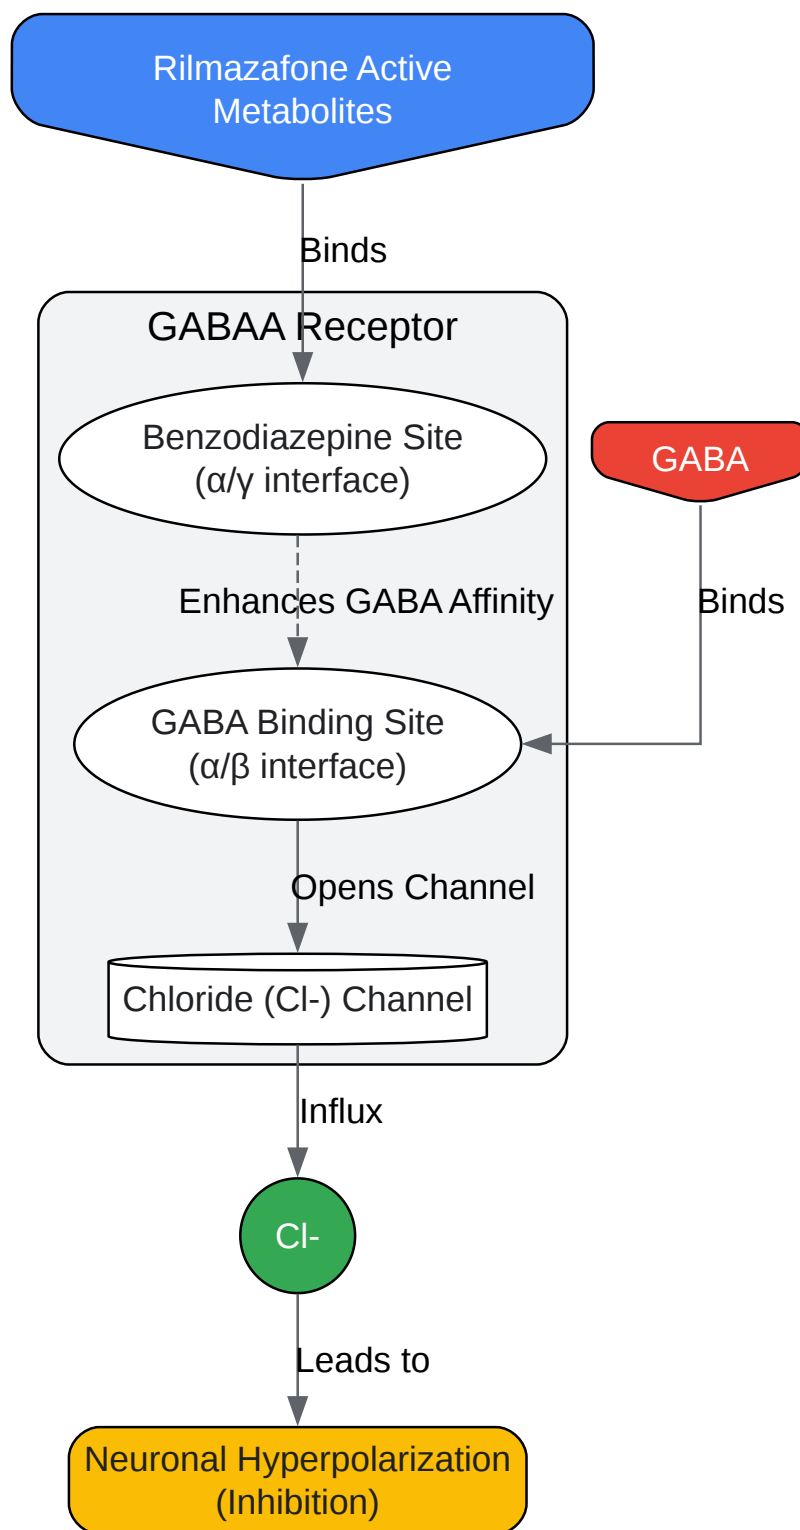 Rilmazafone Active
Metabolites
Binds
GABAA Receptor
Benzodiazepine Site
(α/γ interface)
GABA
Enhances GABA Affinity
Binds
GABA Binding Site
(α/β interface)
Opens Channel
Chloride (Cl-) Channel
Influx
Cl-
Leads to
Neuronal Hyperpolarization
(Inhibition)